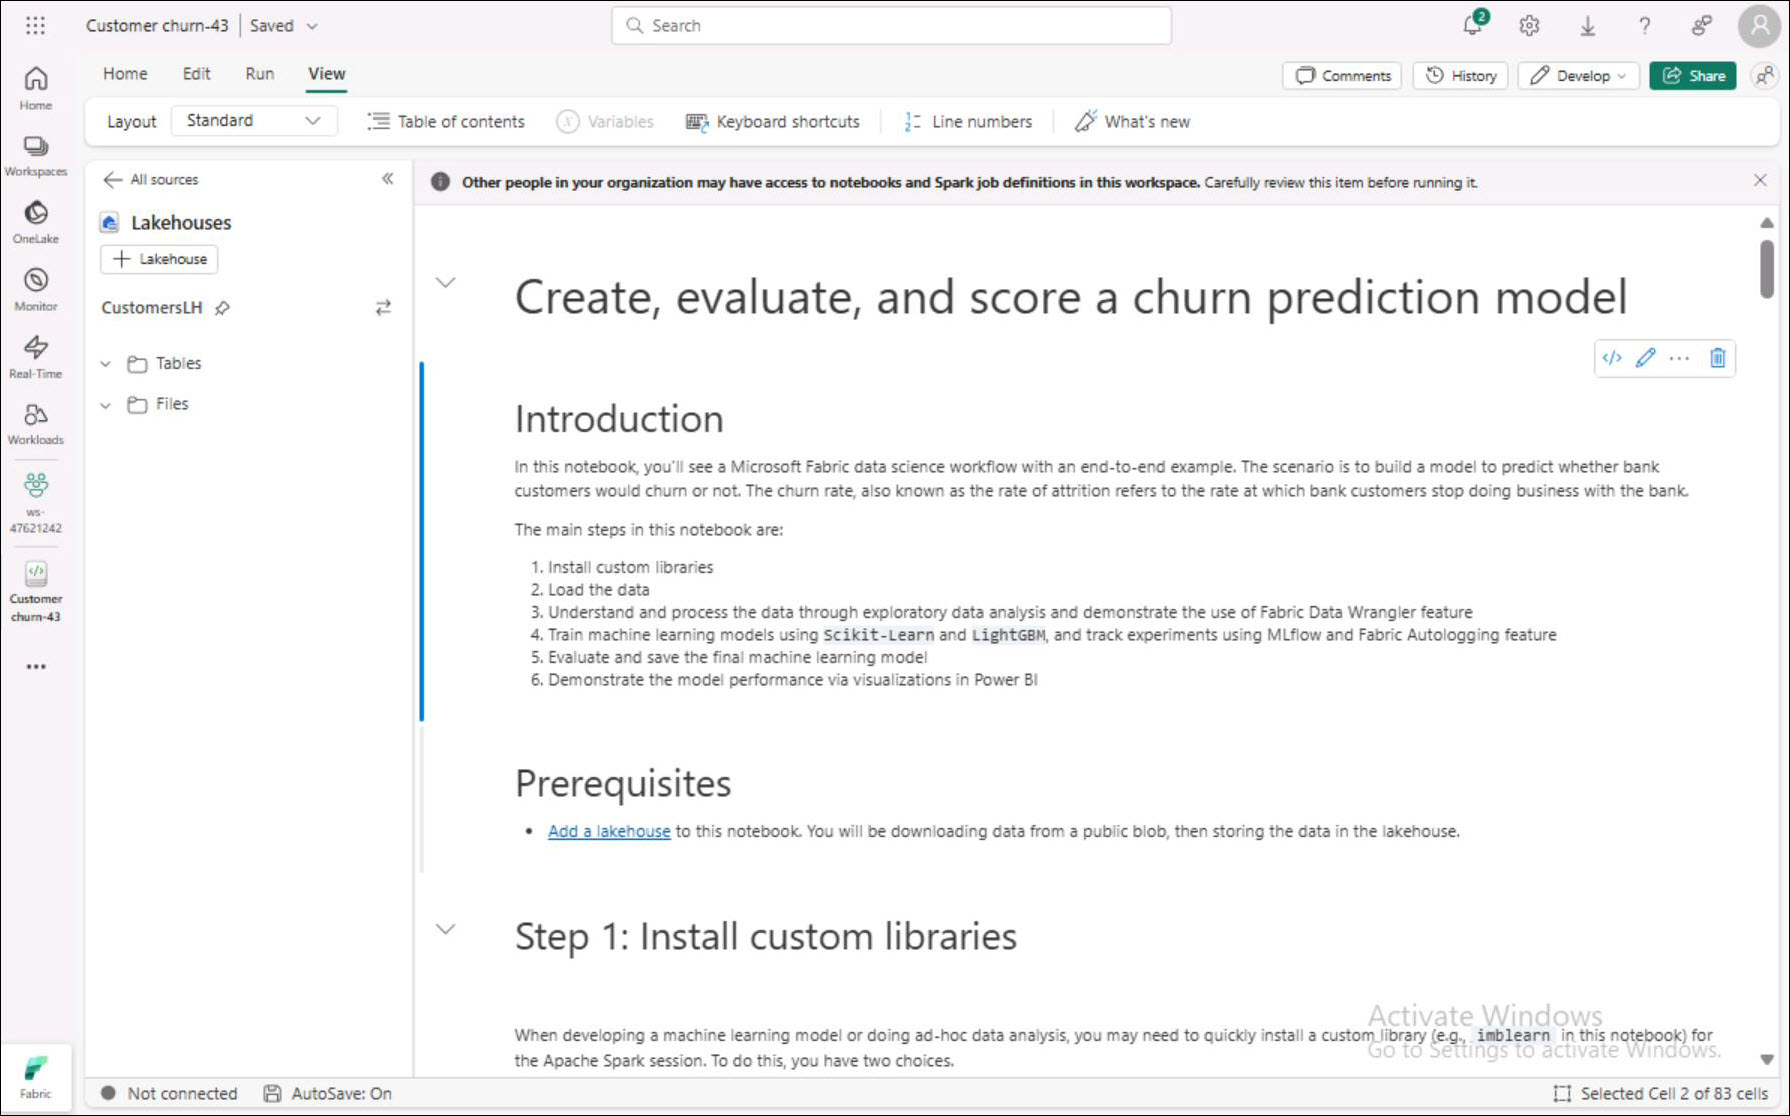 Customer churn-43 | Saved
Search
2
Home
Edit
Run
View
Comments
History
Develop
Share
Layout
Standard
Table of contents
Variables
Keyboard shortcuts
Line numbers
What's new
Home
Workspaces
OneLake
Monitor
Real-Time
Workloads
ws-
47621242
Customer
churn-43
Fabric
All sources
Lakehouses
Lakehouse
CustomersLH
Tables
Files
Other people in your organization may have access to notebooks and Spark job definitions in this workspace. Carefully review this item before running it.
Create, evaluate, and score a churn prediction model
Introduction
In this notebook, you'll see a Microsoft Fabric data science workflow with an end-to-end example. The scenario is to build a model to predict whether bank
customers would churn or not. The churn rate, also known as the rate of attrition refers to the rate at which bank customers stop doing business with the bank.
The main steps in this notebook are:
1. Install custom libraries
2. Load the data
3. Understand and process the data through exploratory data analysis and demonstrate the use of Fabric Data Wrangler feature
4. Train machine learning models using Scikit-Learn and LightGBM, and track experiments using MLflow and Fabric Autologging feature
5. Evaluate and save the final machine learning model
6. Demonstrate the model performance via visualizations in Power BI
Prerequisites
• Add a lakehouse to this notebook. You will be downloading data from a public blob, then storing the data in the lakehouse.
Step 1: Install custom libraries
When developing a machine learning model or doing ad-hoc data analysis, you may need to quickly install a custom library (e.g., imblearn in this notebook) for
the Apache Spark session. To do this, you have two choices.
Activate Windows
Go to Settings to activate Windows.
Not connected
AutoSave: On
Selected Cell 2 of 83 cells